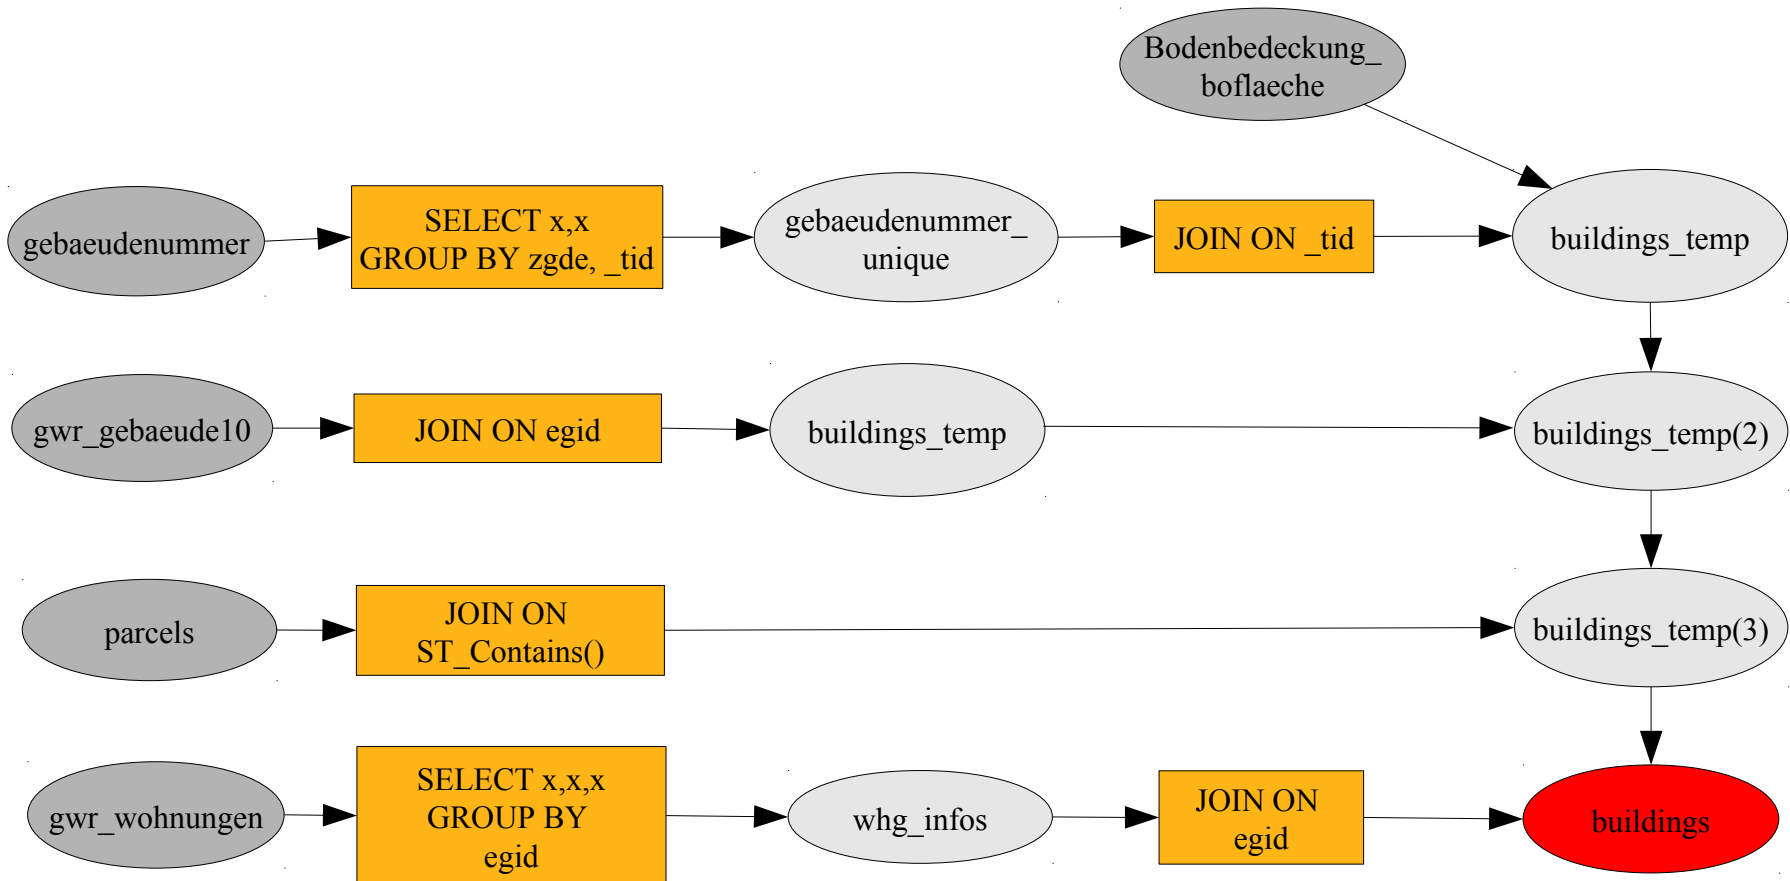 Bodenbedeckung_
boflaeche
gebaeudenummer
SELECT x,x
GROUP BY zgde, _tid
gebaeudenummer_
unique
JOIN ON _tid
buildings_temp
gwr_gebaeude10
JOIN ON egid
buildings_temp
buildings_temp(2)
parcels
JOIN ON
ST_Contains()
buildings_temp(3)
gwr_wohnungen
SELECT x,x,x
GROUP BY
egid
whg_infos
JOIN ON
egid
buildings